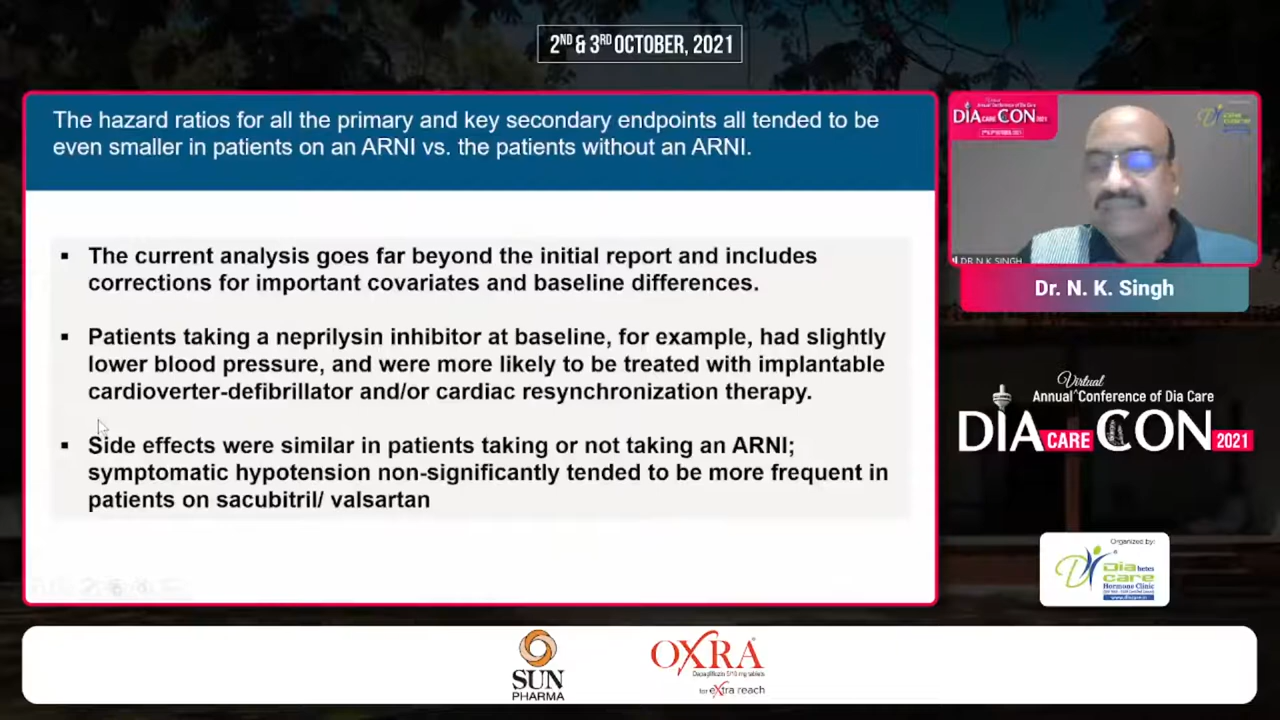 2ND & 3RD OCTOBER, 2021
The hazard ratios for all the primary and key secondary endpoints all tended to be
even smaller in patients on an ARNI vs. the patients without an ARNI.
▪ The current analysis goes far beyond the initial report and includes
corrections for important covariates and baseline differences.
▪ Patients taking a neprilysin inhibitor at baseline, for example, had slightly
lower blood pressure, and were more likely to be treated with implantable
cardioverter-defibrillator and/or cardiac resynchronization therapy.
▪ Side effects were similar in patients taking or not taking an ARNI;
symptomatic hypotension non-significantly tended to be more frequent in
patients on sacubitril/ valsartan
DIA CARE CON 2021
DR N K SINGH
Dr. N. K. Singh
Virtual
Annual Conference of Dia Care
DIA CARE CON 2021
Organized by:
Diabetes
care
Hormone Clinic
SUN
PHARMA
OXRA
Dapagliflozin 5/10 mg tablets
for eXtra reach